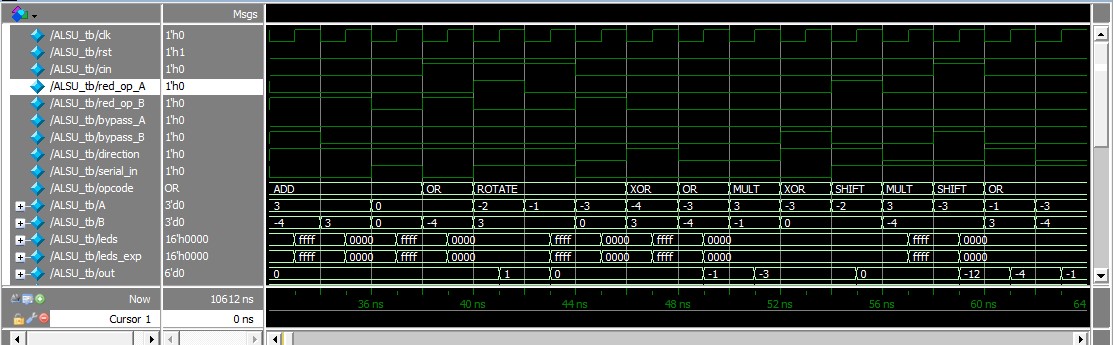 Msgs
/ALSU_tb/clk 1'h0
/ALSU_tb/rst 1'h1
/ALSU_tb/cin 1'h0
/ALSU_tb/red_op_A 1'h0
/ALSU_tb/red_op_B 1'h0
/ALSU_tb/bypass_A 1'h0
/ALSU_tb/bypass_B 1'h0
/ALSU_tb/direction 1'h0
/ALSU_tb/serial_in 1'h0
/ALSU_tb/opcode OR ADD OR ROTATE XOR OR MULT XOR SHIFT MULT SHIFT OR
/ALSU_tb/A 3'd0 3 0 -2 -1 -3 -4 -3 3 -3 -2 3 -3 -1 -3
/ALSU_tb/B 3'd0 -4 3 0 -4 3 0 3 -4 -1 0 -4 3 -4
/ALSU_tb/leds 16'h0000 ffff 0000 ffff 0000 ffff 0000 ffff 0000 ffff 0000
/ALSU_tb/leds_exp 16'h0000 ffff 0000 ffff 0000 ffff 0000 ffff 0000 ffff 0000
/ALSU_tb/out 6'd0 0 1 0 -1 -3 0 -12 -4 -1
Now 10612 ns 36 ns 40 ns 44 ns 48 ns 52 ns 56 ns 60 ns 64
Cursor 1 0 ns